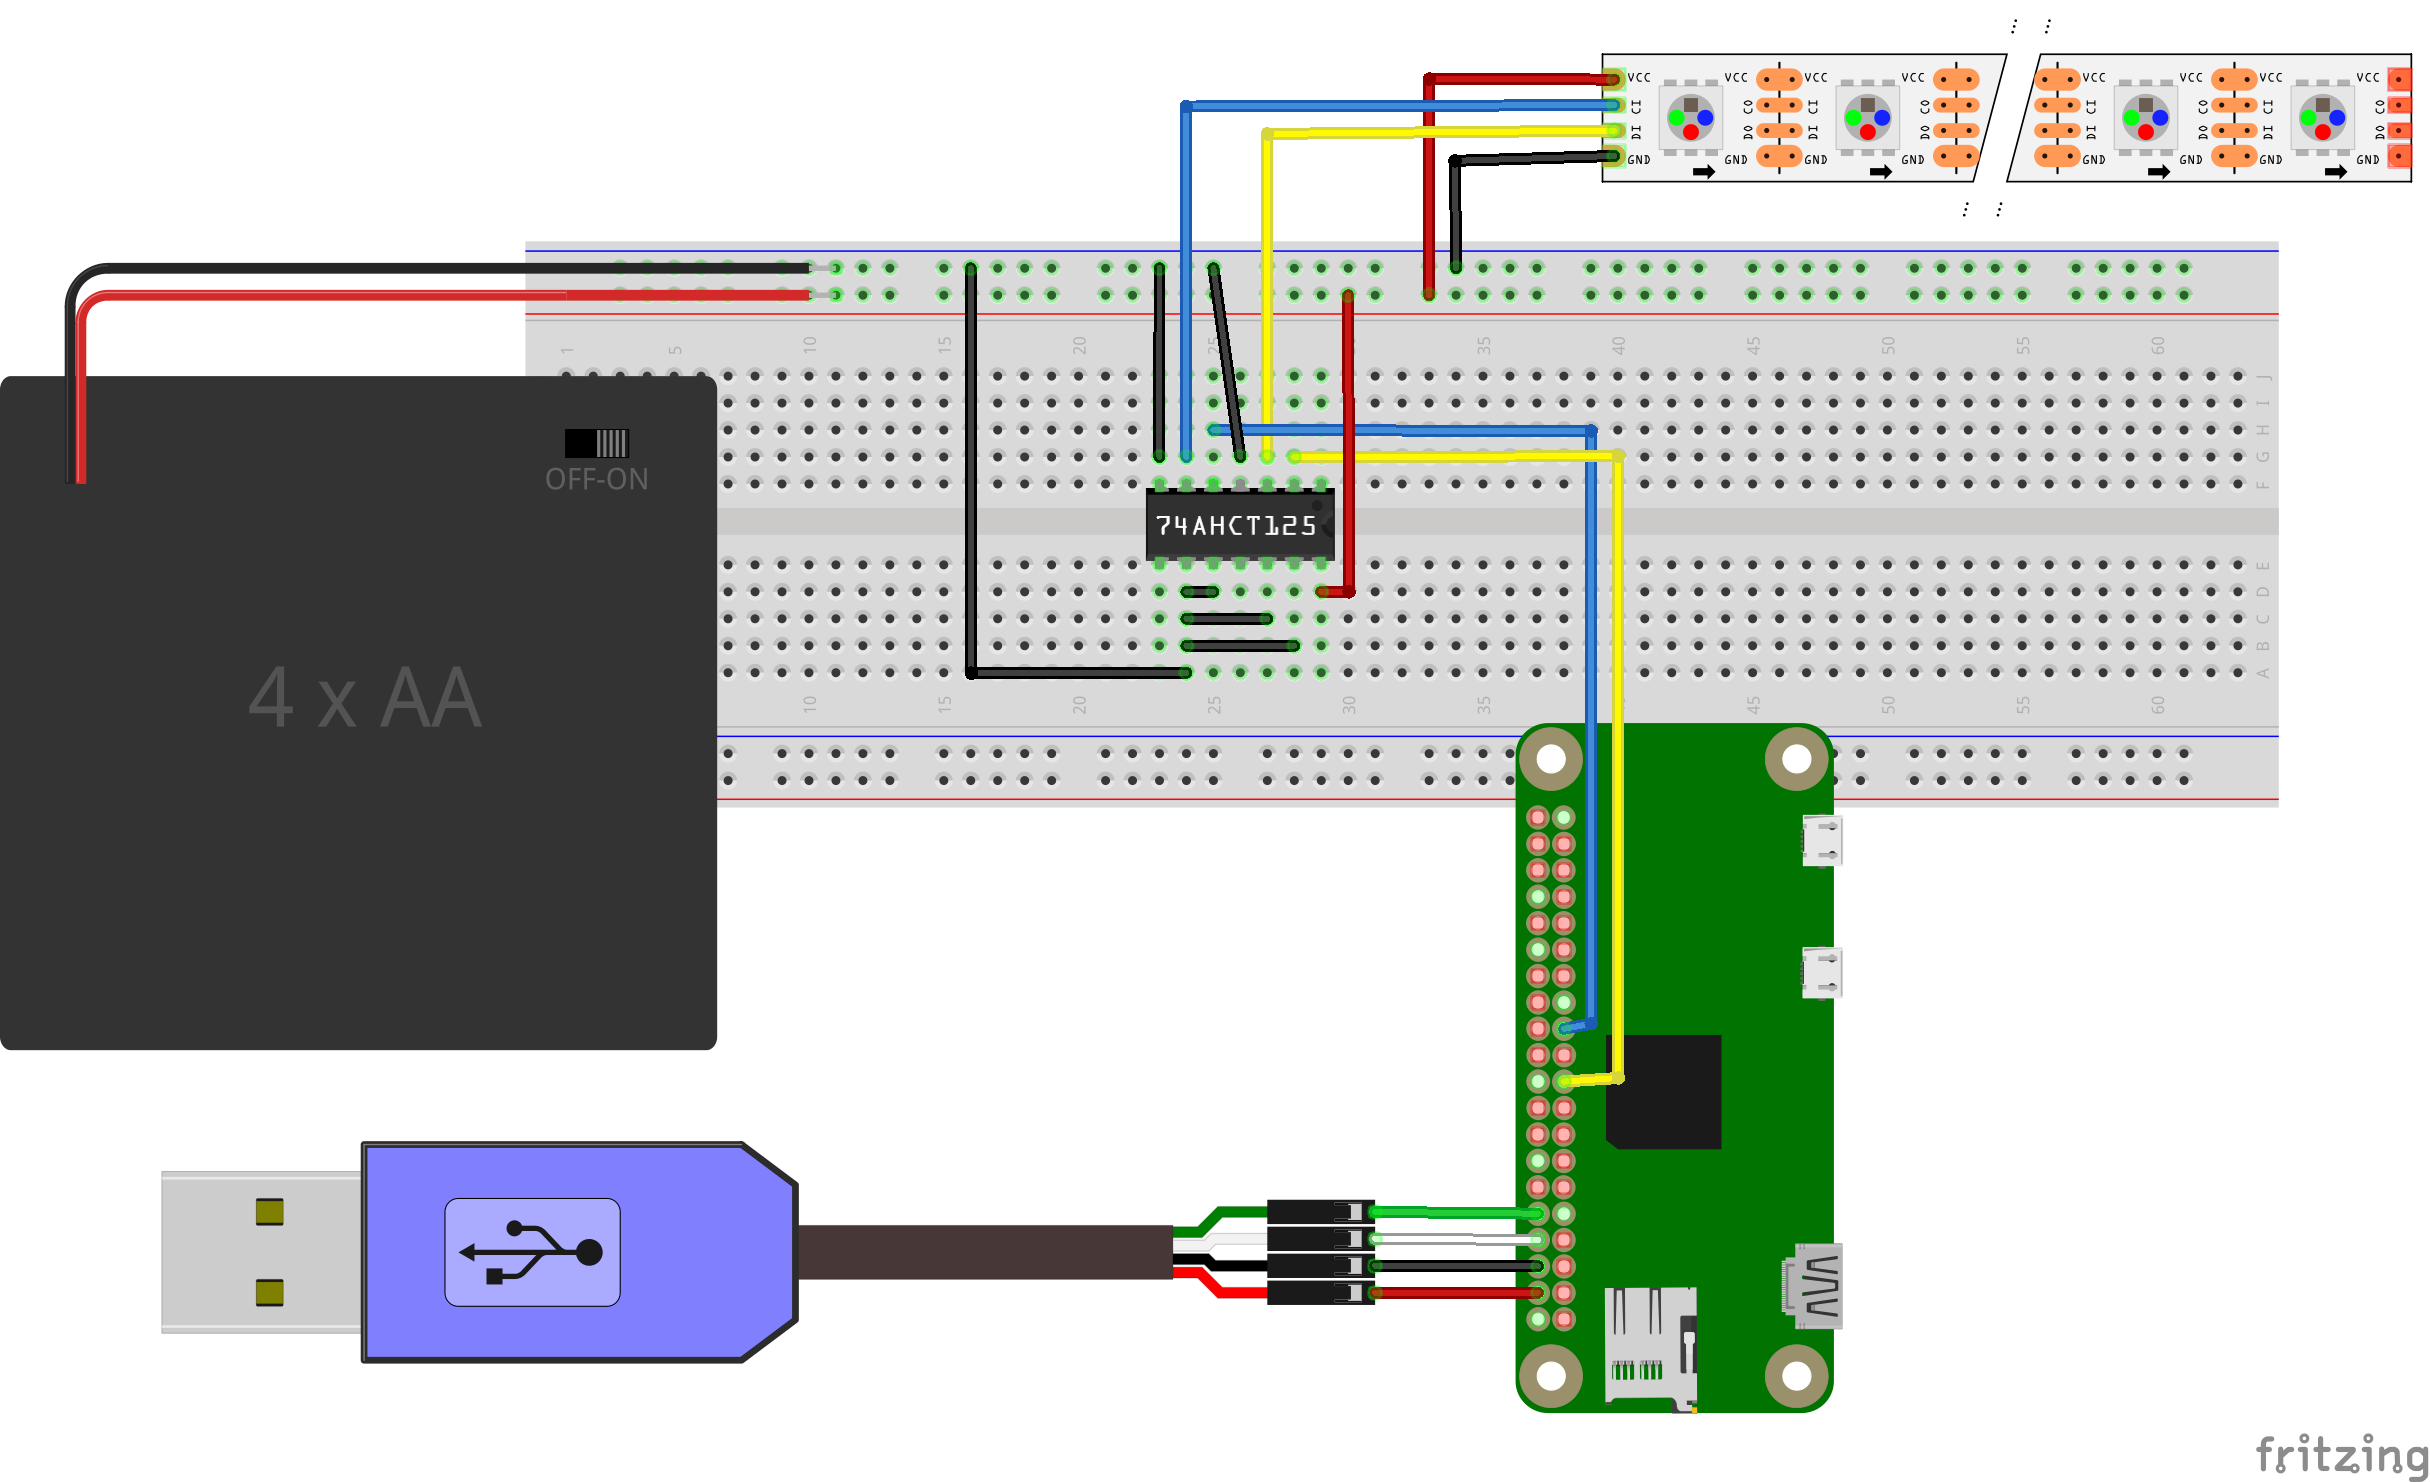 VCC VCC VCC VCC VCC VCC VCC VCC
CI CO CI CO CI CO CI CO
DI DO DI DO DI DO DI DO
GND GND GND GND GND GND GND GND
1 5 10 15 20 25 35 40 45 50 55 60
J
I
H
OFF-ON
G
F
74AHCT125
E
D
C
4 x AA
B
A
10 15 20 25 30 35 45 50 55 60
fritzing